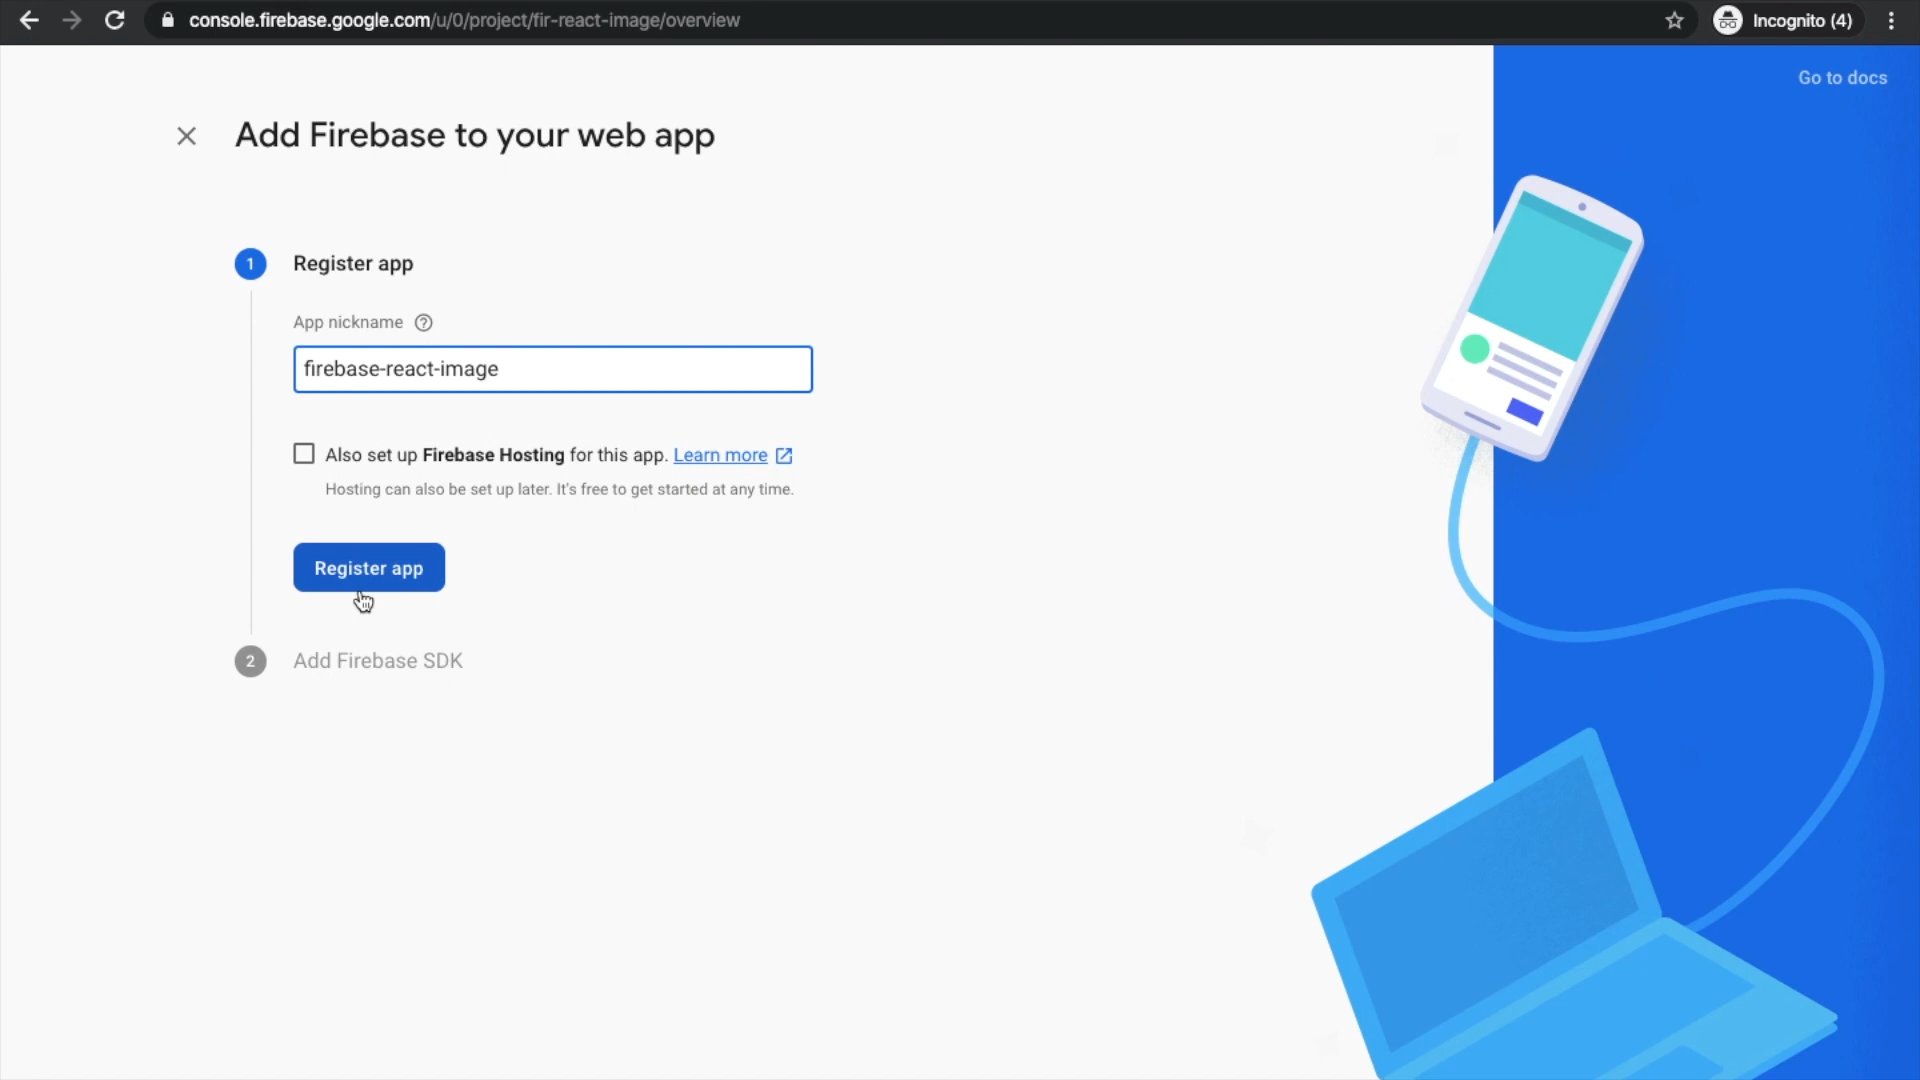 console.firebase.google.com/u/0/project/fir-react-image/overview
Incognito (4)
Go to docs
Add Firebase to your web app
1
Register app
App nickname
firebase-react-image
Also set up Firebase Hosting for this app. Learn more
Hosting can also be set up later. It's free to get started at any time.
Register app
2
Add Firebase SDK